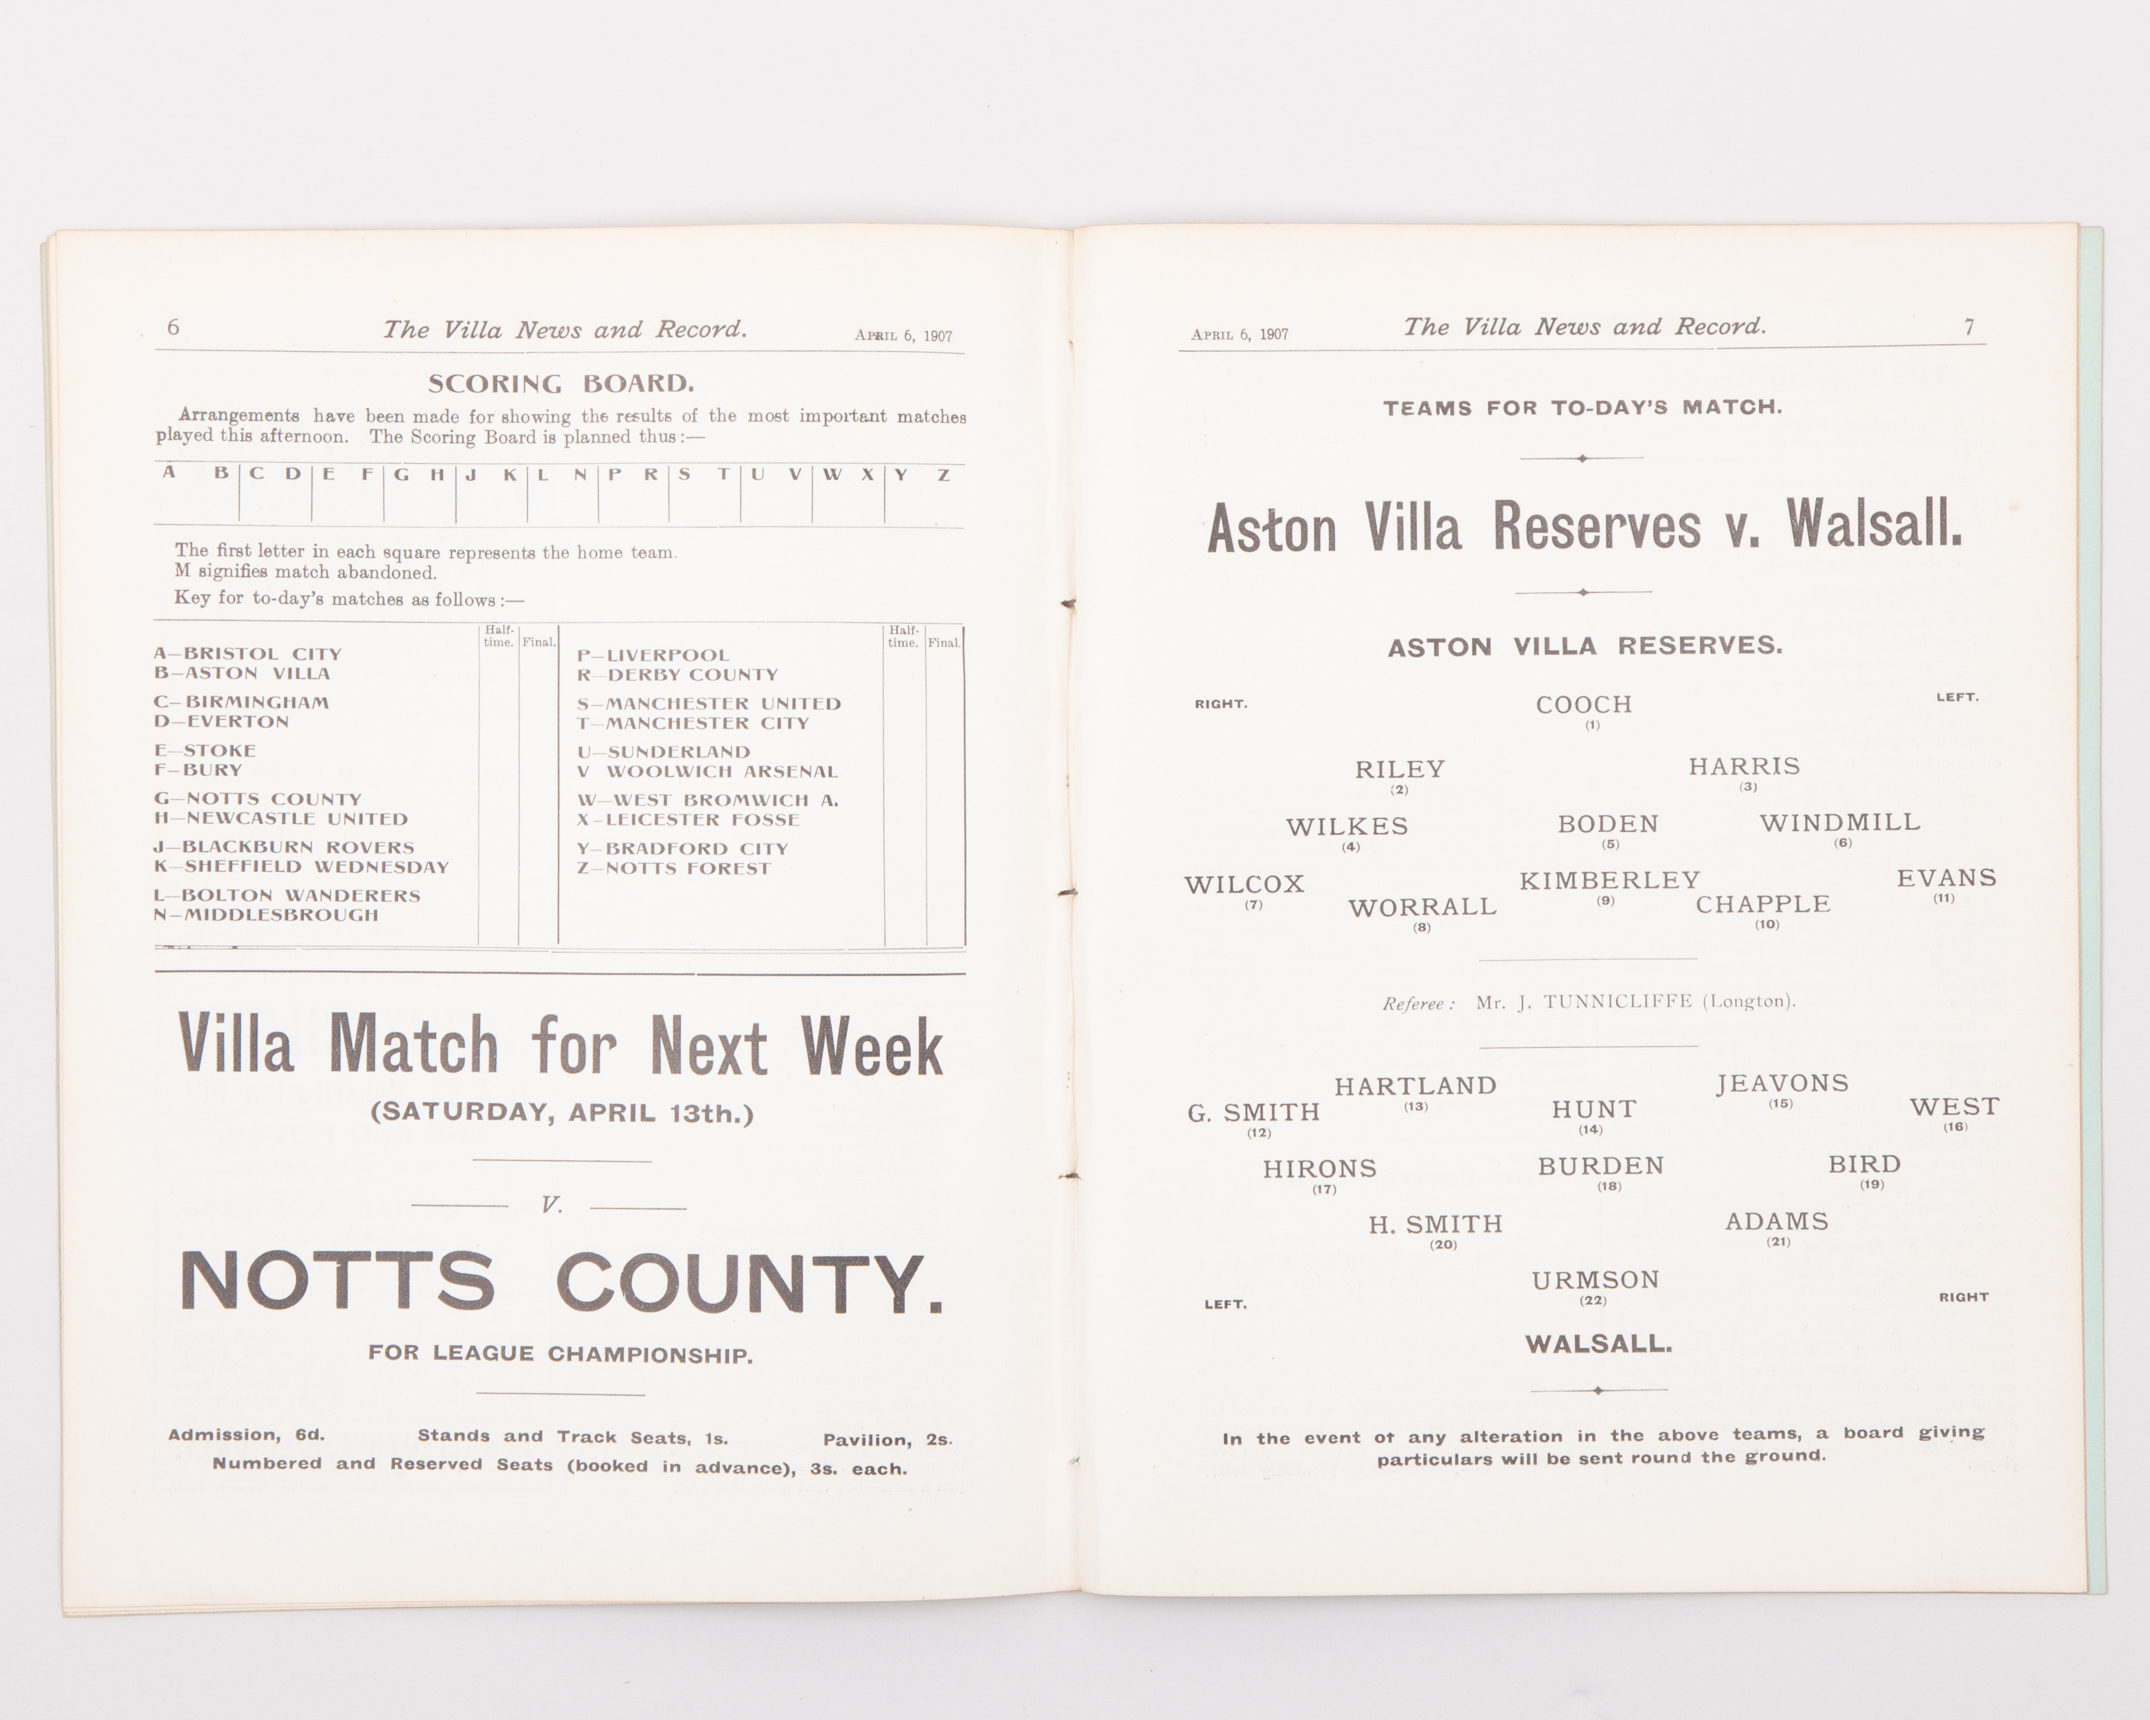 6 The Villa News and Record. APRIL 6, 1907
SCORING BOARD.
Arrangements have been made for showing the results of the most important matches
played this afternoon. The Scoring Board is planned thus:—
A B C D E F G H J K L N P R S T U V W X Y Z
The first letter in each square represents the home team.
M signifies match abandoned.
Key for to-day's matches as follows:—
Half-time. Final.
A—BRISTOL CITY
B—ASTON VILLA
C—BIRMINGHAM
D—EVERTON
E—STOKE
F—BURY
G—NOTTS COUNTY
H—NEWCASTLE UNITED
J—BLACKBURN ROVERS
K—SHEFFIELD WEDNESDAY
L—BOLTON WANDERERS
N—MIDDLESBROUGH
Half-time. Final.
P—LIVERPOOL
R—DERBY COUNTY
S—MANCHESTER UNITED
T—MANCHESTER CITY
U—SUNDERLAND
V WOOLWICH ARSENAL
W—WEST BROMWICH A.
X—LEICESTER FOSSE
Y—BRADFORD CITY
Z—NOTTS FOREST
Villa Match for Next Week
(SATURDAY, APRIL 13th.)
V.
NOTTS COUNTY.
FOR LEAGUE CHAMPIONSHIP.
Admission, 6d. Stands and Track Seats, 1s. Pavilion, 2s.
Numbered and Reserved Seats (booked in advance), 3s. each.
APRIL 6, 1907 The Villa News and Record. 7
TEAMS FOR TO-DAY'S MATCH.
Aston Villa Reserves v. Walsall.
ASTON VILLA RESERVES.
RIGHT. COOCH LEFT.
(1)
RILEY HARRIS
(2) (3)
WILKES BODEN WINDMILL
(4) (5) (6)
WILCOX KIMBERLEY EVANS
(7) (9) (11)
WORRALL CHAPPLE
(8) (10)
Referee: Mr. J. TUNNICLIFFE (Longton).
HARTLAND JEAVONS
(13) (15)
G. SMITH HUNT WEST
(12) (14) (16)
HIRONS BURDEN BIRD
(17) (18) (19)
H. SMITH ADAMS
(20) (21)
URMSON
(22)
LEFT. RIGHT
WALSALL.
In the event of any alteration in the above teams, a board giving
particulars will be sent round the ground.